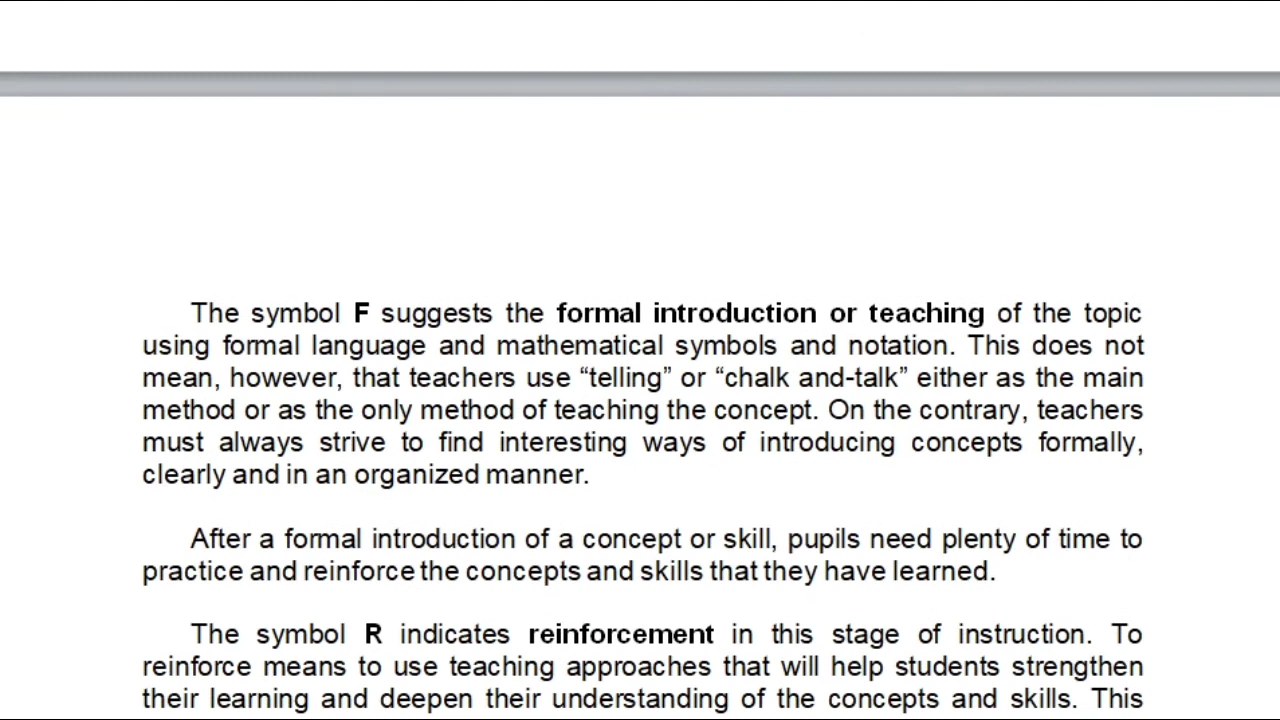 The symbol F suggests the formal introduction or teaching of the topic
using formal language and mathematical symbols and notation. This does not
mean, however, that teachers use “telling” or “chalk and-talk” either as the main
method or as the only method of teaching the concept. On the contrary, teachers
must always strive to find interesting ways of introducing concepts formally,
clearly and in an organized manner.
After a formal introduction of a concept or skill, pupils need plenty of time to
practice and reinforce the concepts and skills that they have learned.
The symbol R indicates reinforcement in this stage of instruction. To
reinforce means to use teaching approaches that will help students strengthen
their learning and deepen their understanding of the concepts and skills. This